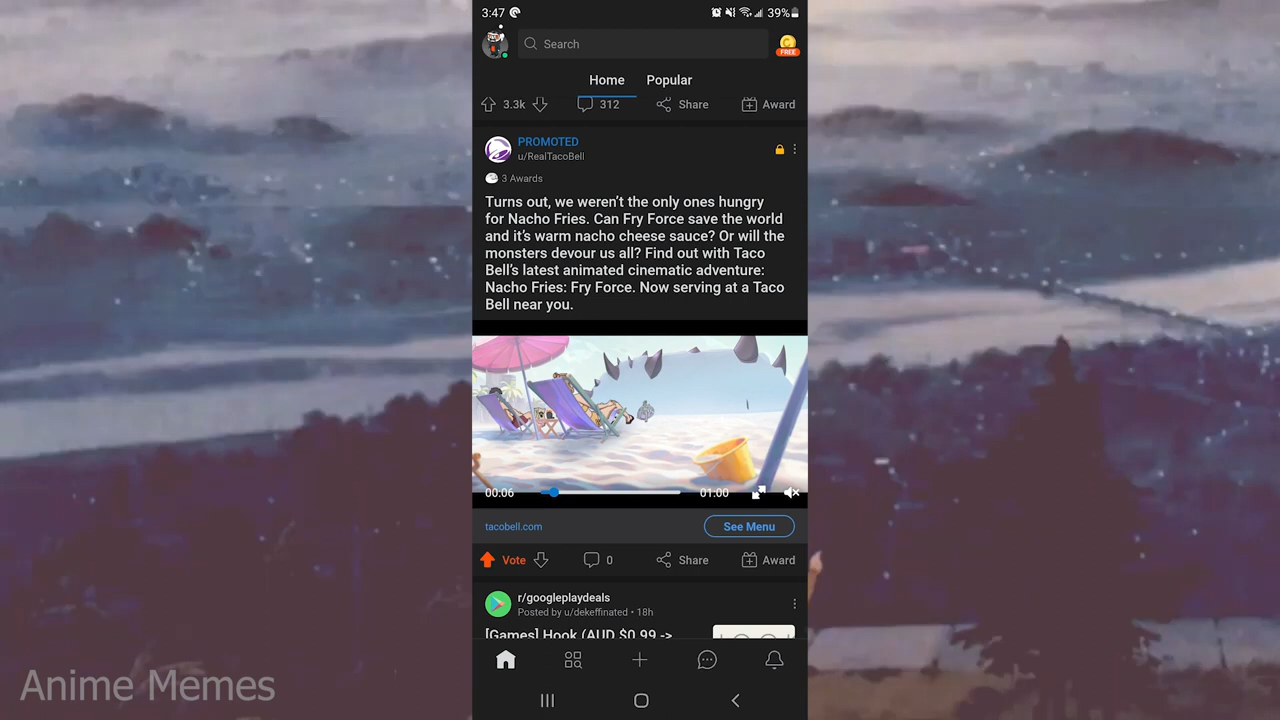 3:47
39%
Search
FREE
Home Popular
3.3k 312 Share Award
PROMOTED
u/RealTacoBell
3 Awards
Turns out, we weren't the only ones hungry
for Nacho Fries. Can Fry Force save the world
and it's warm nacho cheese sauce? Or will the
monsters devour us all? Find out with Taco
Bell's latest animated cinematic adventure:
Nacho Fries: Fry Force. Now serving at a Taco
Bell near you.
00:06 01:00
tacobell.com See Menu
Vote 0 Share Award
r/googleplaydeals
Posted by u/dekeffinated • 18h
[Games] Hook (AUD $0.99 ->
Anime Memes